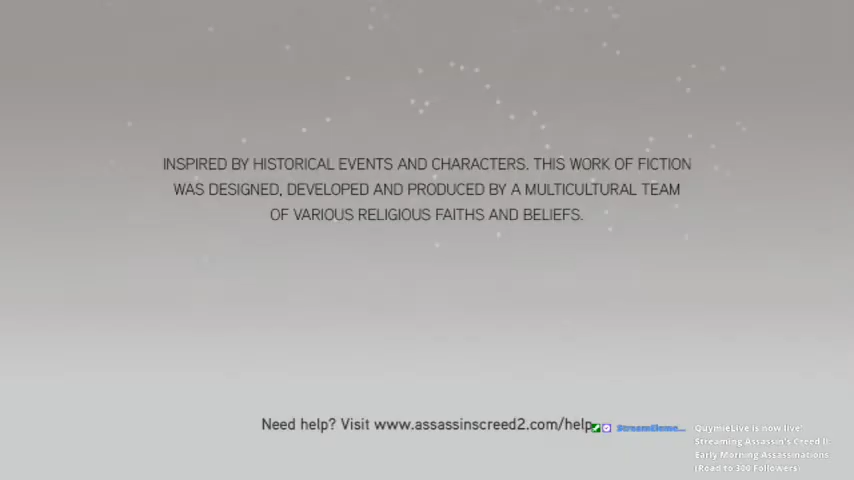 INSPIRED BY HISTORICAL EVENTS AND CHARACTERS. THIS WORK OF FICTION
WAS DESIGNED, DEVELOPED AND PRODUCED BY A MULTICULTURAL TEAM
OF VARIOUS RELIGIOUS FAITHS AND BELIEFS.
Need help? Visit www.assassinscreed2.com/help
StreamEleme...
QuymieLive is now live!
Streaming Assassin's Creed II:
Early Morning Assassinations
(Road to 300 Followers)